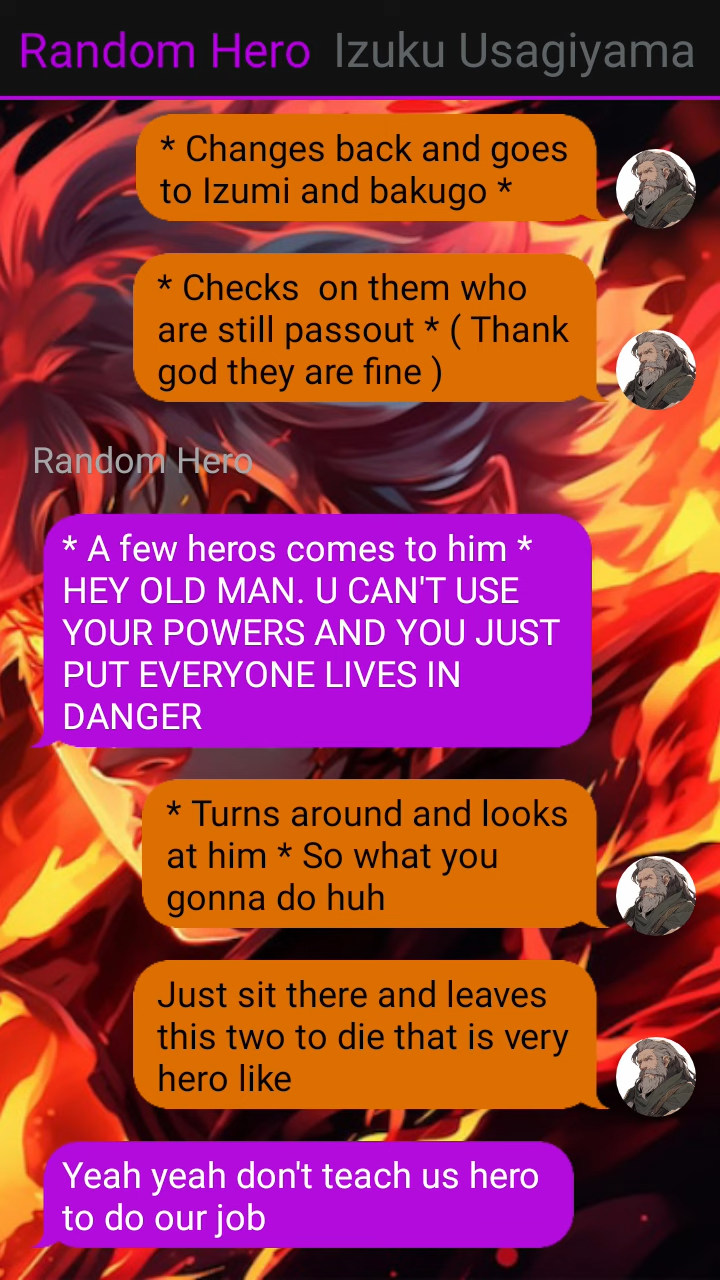 Random Hero Izuku Usagiyama
* Changes back and goes
to Izumi and bakugo *
* Checks  on them who
are still passout * ( Thank
god they are fine )
Random Hero
* A few heros comes to him *
HEY OLD MAN. U CAN'T USE
YOUR POWERS AND YOU JUST
PUT EVERYONE LIVES IN
DANGER
* Turns around and looks
at him * So what you
gonna do huh
Just sit there and leaves
this two to die that is very
hero like
Yeah yeah don't teach us hero
to do our job